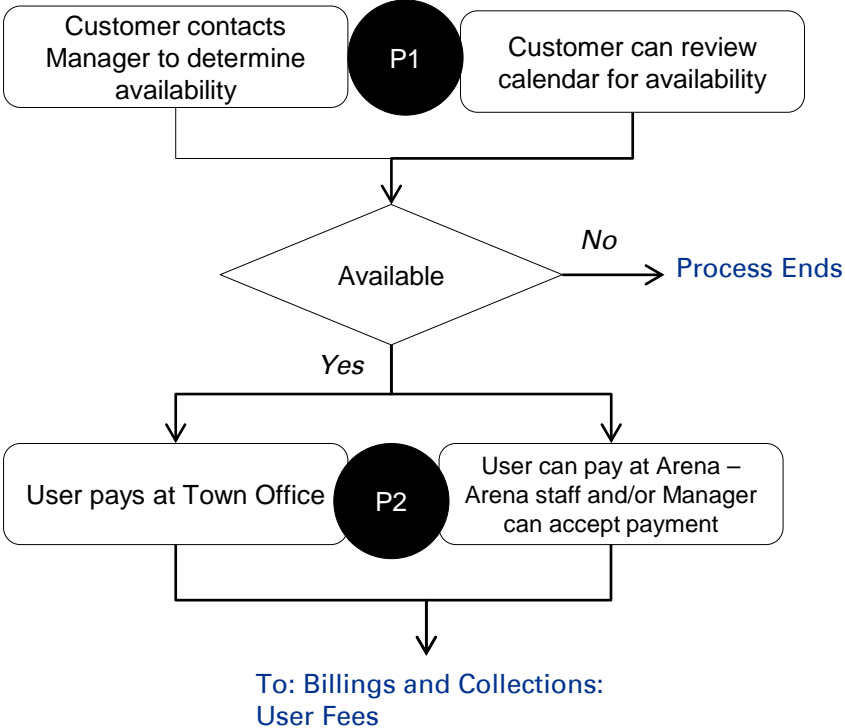 Customer contacts
Manager to determine
availability
P1
Customer can review
calendar for availability
Available
No
Process Ends
Yes
User pays at Town Office
P2
User can pay at Arena –
Arena staff and/or Manager
can accept payment
To: Billings and Collections:
User Fees